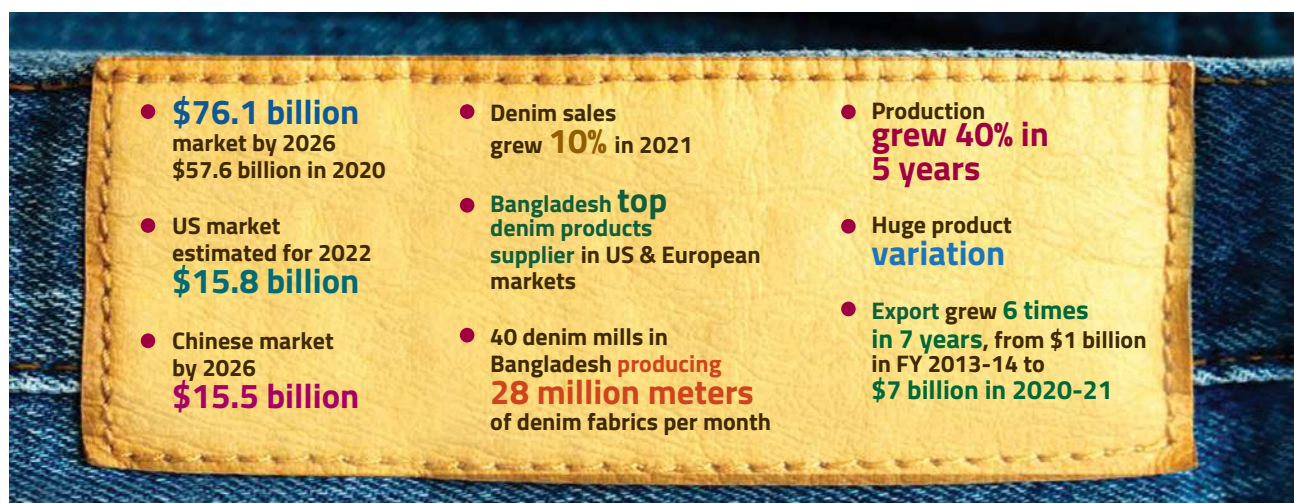 $76.1 billion
market by 2026
$57.6 billion in 2020
US market
estimated for 2022
$15.8 billion
Chinese market
by 2026
$15.5 billion
Denim sales
grew 10% in 2021
Bangladesh top
denim products
supplier in US & European
markets
40 denim mills in
Bangladesh producing
28 million meters
of denim fabrics per month
Production
grew 40% in
5 years
Huge product
variation
Export grew 6 times
in 7 years, from $1 billion
in FY 2013-14 to
$7 billion in 2020-21